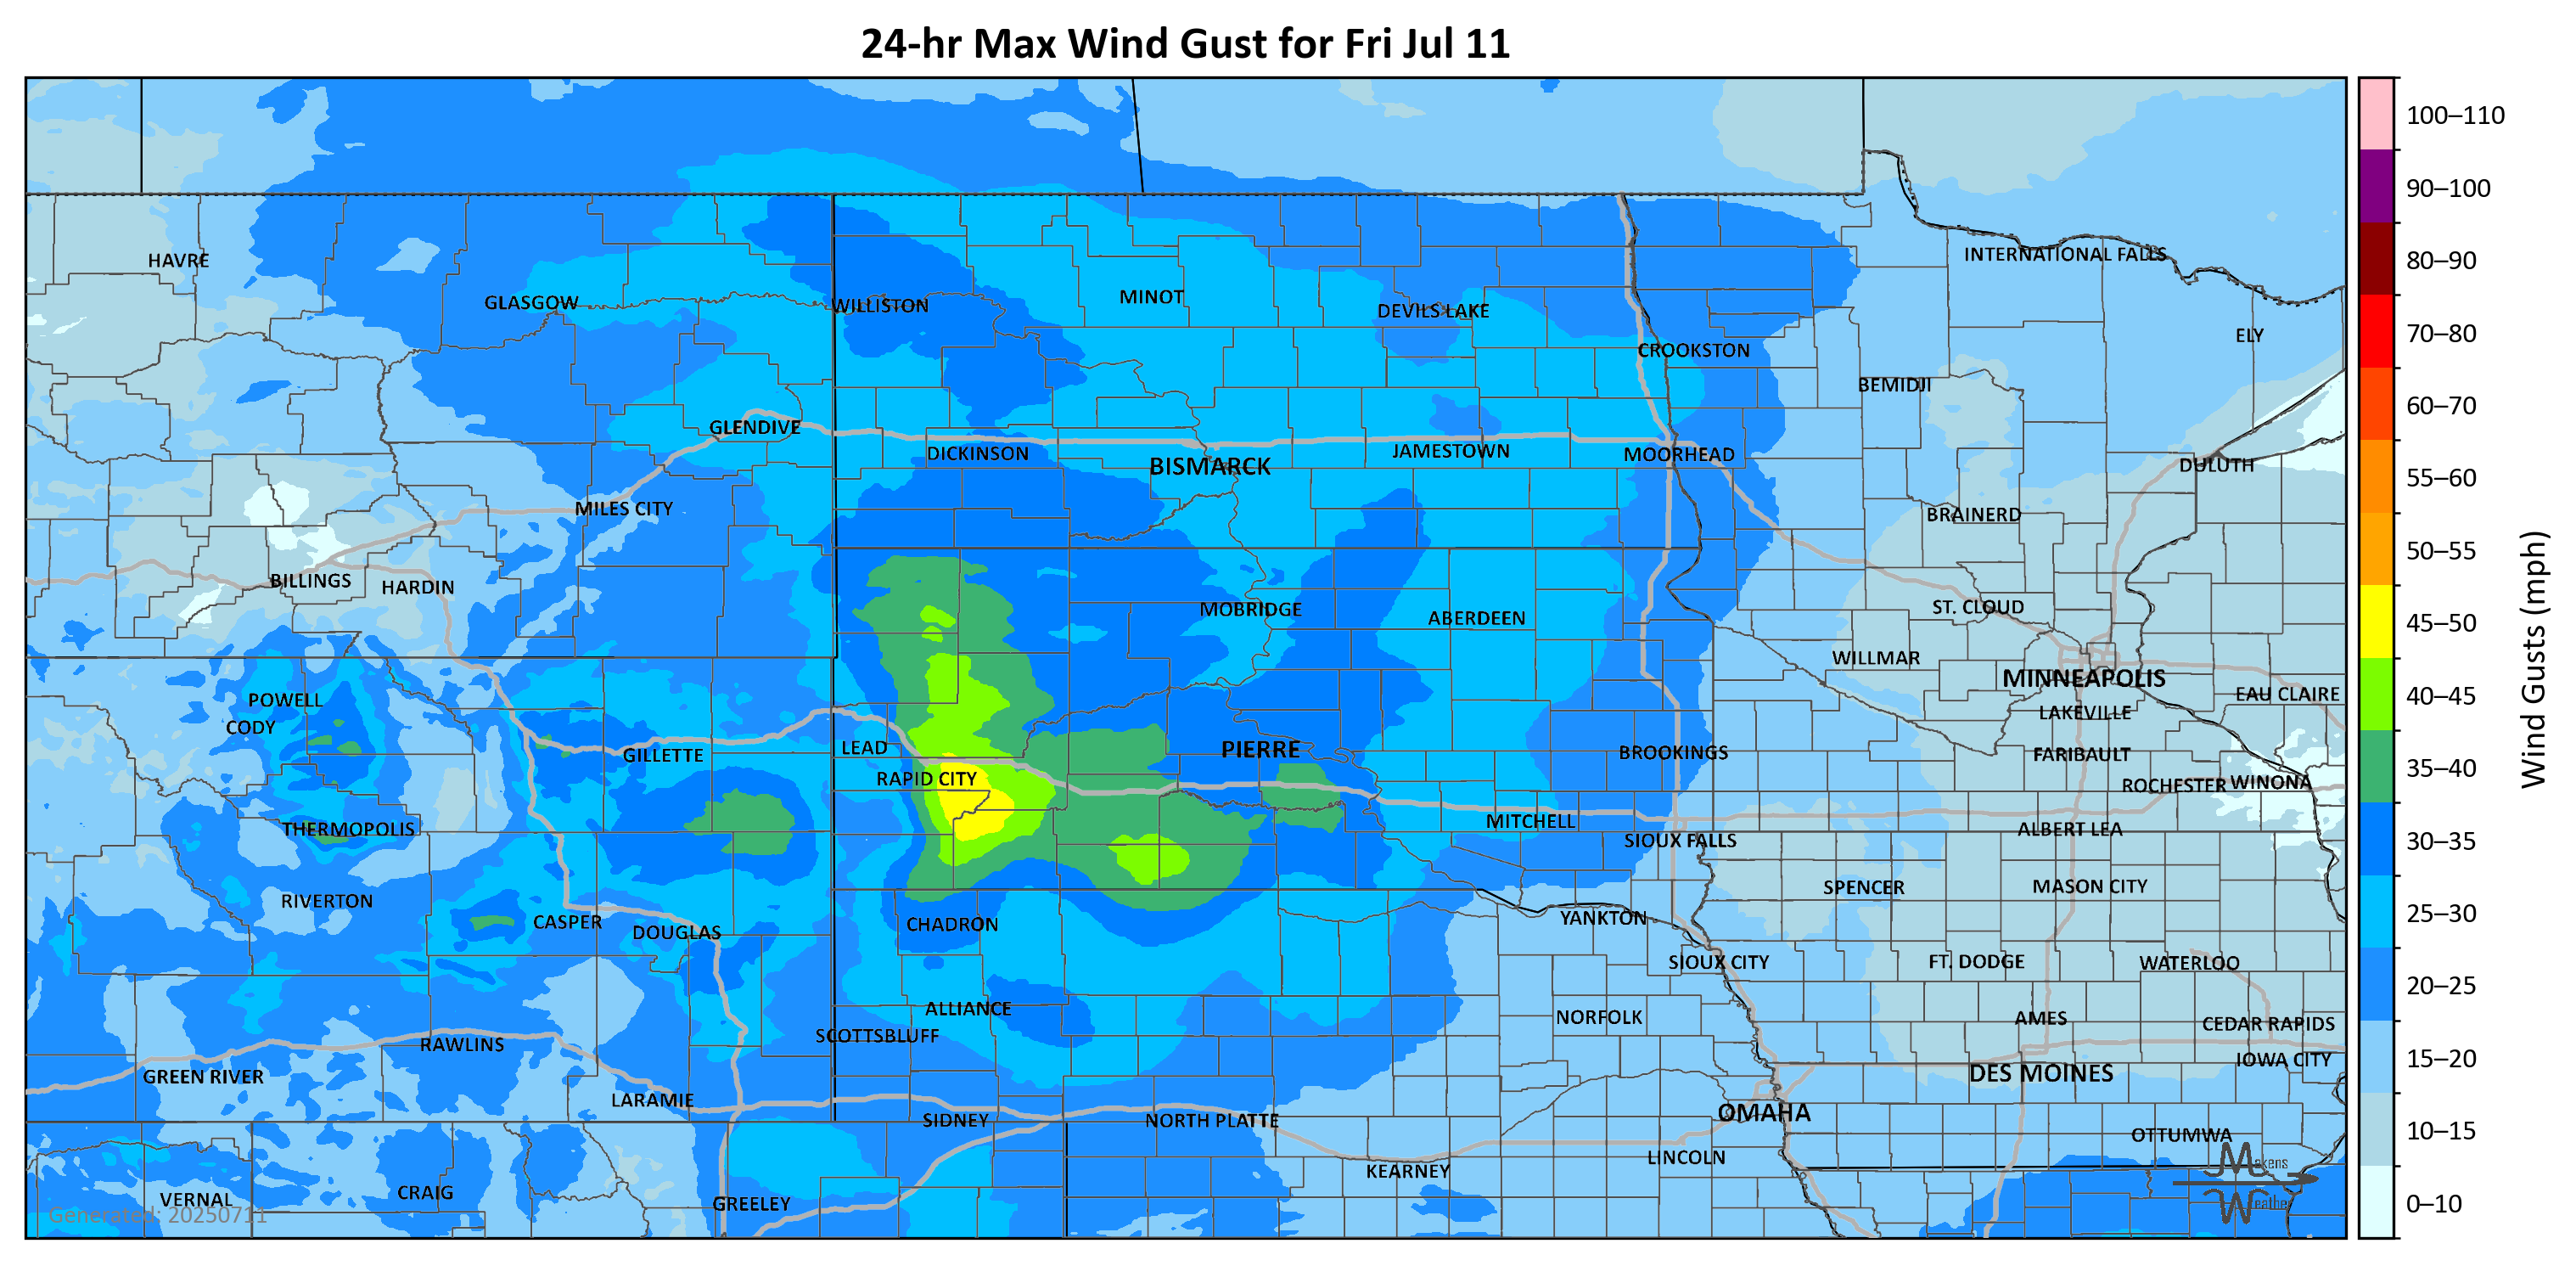 24-hr Max Wind Gust for Fri Jul 11
100–110
90–100
INTERNATIONAL FALLS
HAVRE
80–90
MINOT
GLASGOW
WILLISTON
DEVILS LAKE
ELY
70–80
CROOKSTON
BEMIDJI
60–70
GLENDIVE
DICKINSON
JAMESTOWN
MOORHEAD
BISMARCK
DULUTH
55–60
MILES CITY
BRAINERD
50–55
BILLINGS
HARDIN
MOBRIDGE
ABERDEEN
ST. CLOUD
45–50
WILLMAR
MINNEAPOLIS
EAU CLAIRE
40–45
POWELL
CODY
LAKEVILLE
Wind Gusts (mph)
GILLETTE
LEAD
PIERRE
BROOKINGS
FARIBAULT
35–40
RAPID CITY
ROCHESTER
WINONA
THERMOPOLIS
MITCHELL
ALBERT LEA
SIOUX FALLS
30–35
SPENCER
MASON CITY
RIVERTON
CASPER
DOUGLAS
CHADRON
YANKTON
25–30
SIOUX CITY
FT. DODGE
WATERLOO
20–25
ALLIANCE
NORFOLK
AMES
CEDAR RAPIDS
SCOTTSBLUFF
RAWLINS
IOWA CITY
15–20
GREEN RIVER
DES MOINES
LARAMIE
SIDNEY
NORTH PLATTE
OMAHA
10–15
OTTUMWA
KEARNEY
LINCOLN
Makens
VERNAL
CRAIG
GREELEY
Weather
0–10
Generated: 20250711